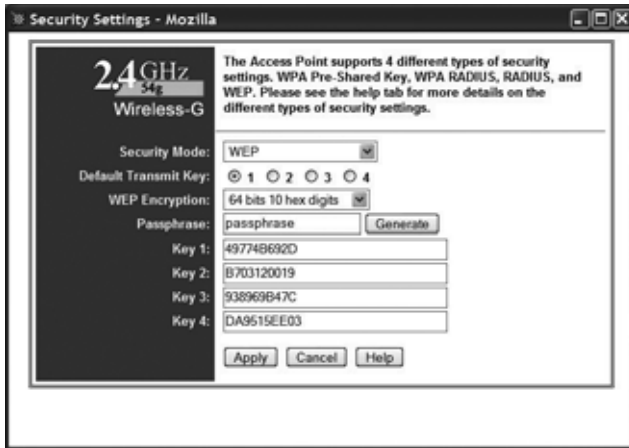 Security Settings - Mozilla
2.4GHz
54g
Wireless-G
The Access Point supports 4 different types of security
settings. WPA Pre-Shared Key, WPA RADIUS, RADIUS, and
WEP. Please see the help tab for more details on the
different types of security settings.
Security Mode: WEP
Default Transmit Key: 1 2 3 4
WEP Encryption: 64 bits 10 hex digits
Passphrase: passphrase Generate
Key 1: 49774B692D
Key 2: B703120019
Key 3: 938969B47C
Key 4: DA9515EE03
Apply Cancel Help